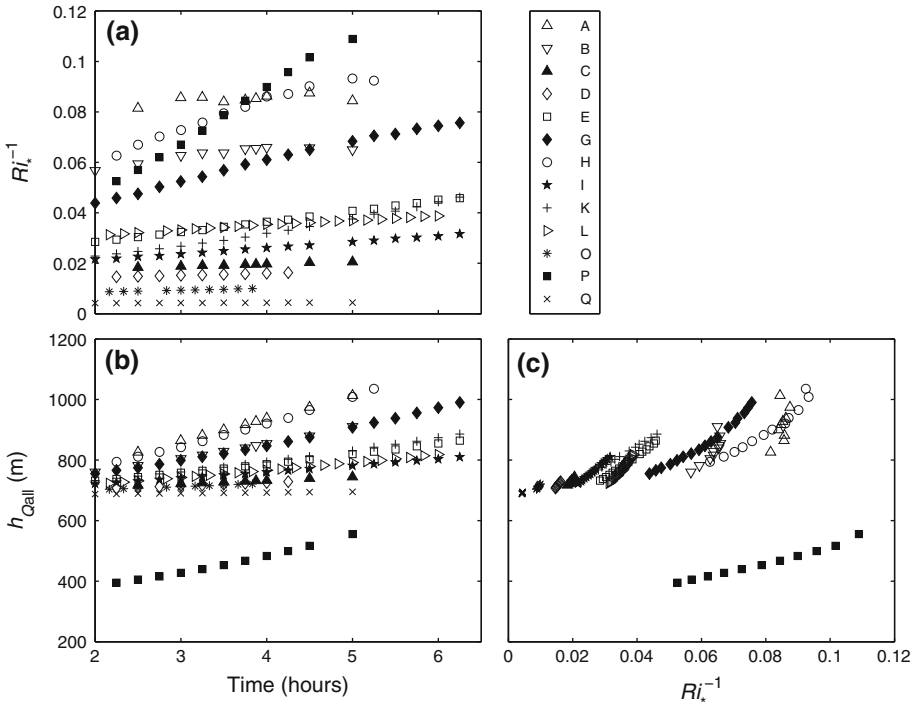 (a)
0.12
0.1
0.08
0.06
0.04
0.02
0
Ri*⁻¹
A
B
C
D
E
G
H
I
K
L
O
P
Q
(b)
1200
1000
800
600
400
200
hQall (m)
2 3 4 5 6
Time (hours)
(c)
0 0.02 0.04 0.06 0.08 0.1 0.12
Ri*⁻¹